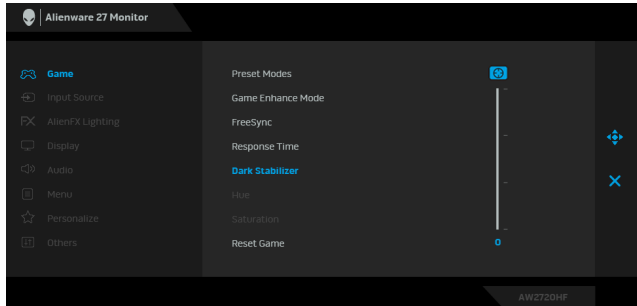 Alienware 27 Monitor
Game
Input Source
FX AlienFX Lighting
Display
Audio
Menu
Personalize
Others
Preset Modes
Game Enhance Mode
FreeSync
Response Time
Dark Stabilizer
Hue
Saturation
Reset Game
0
AW2720HF